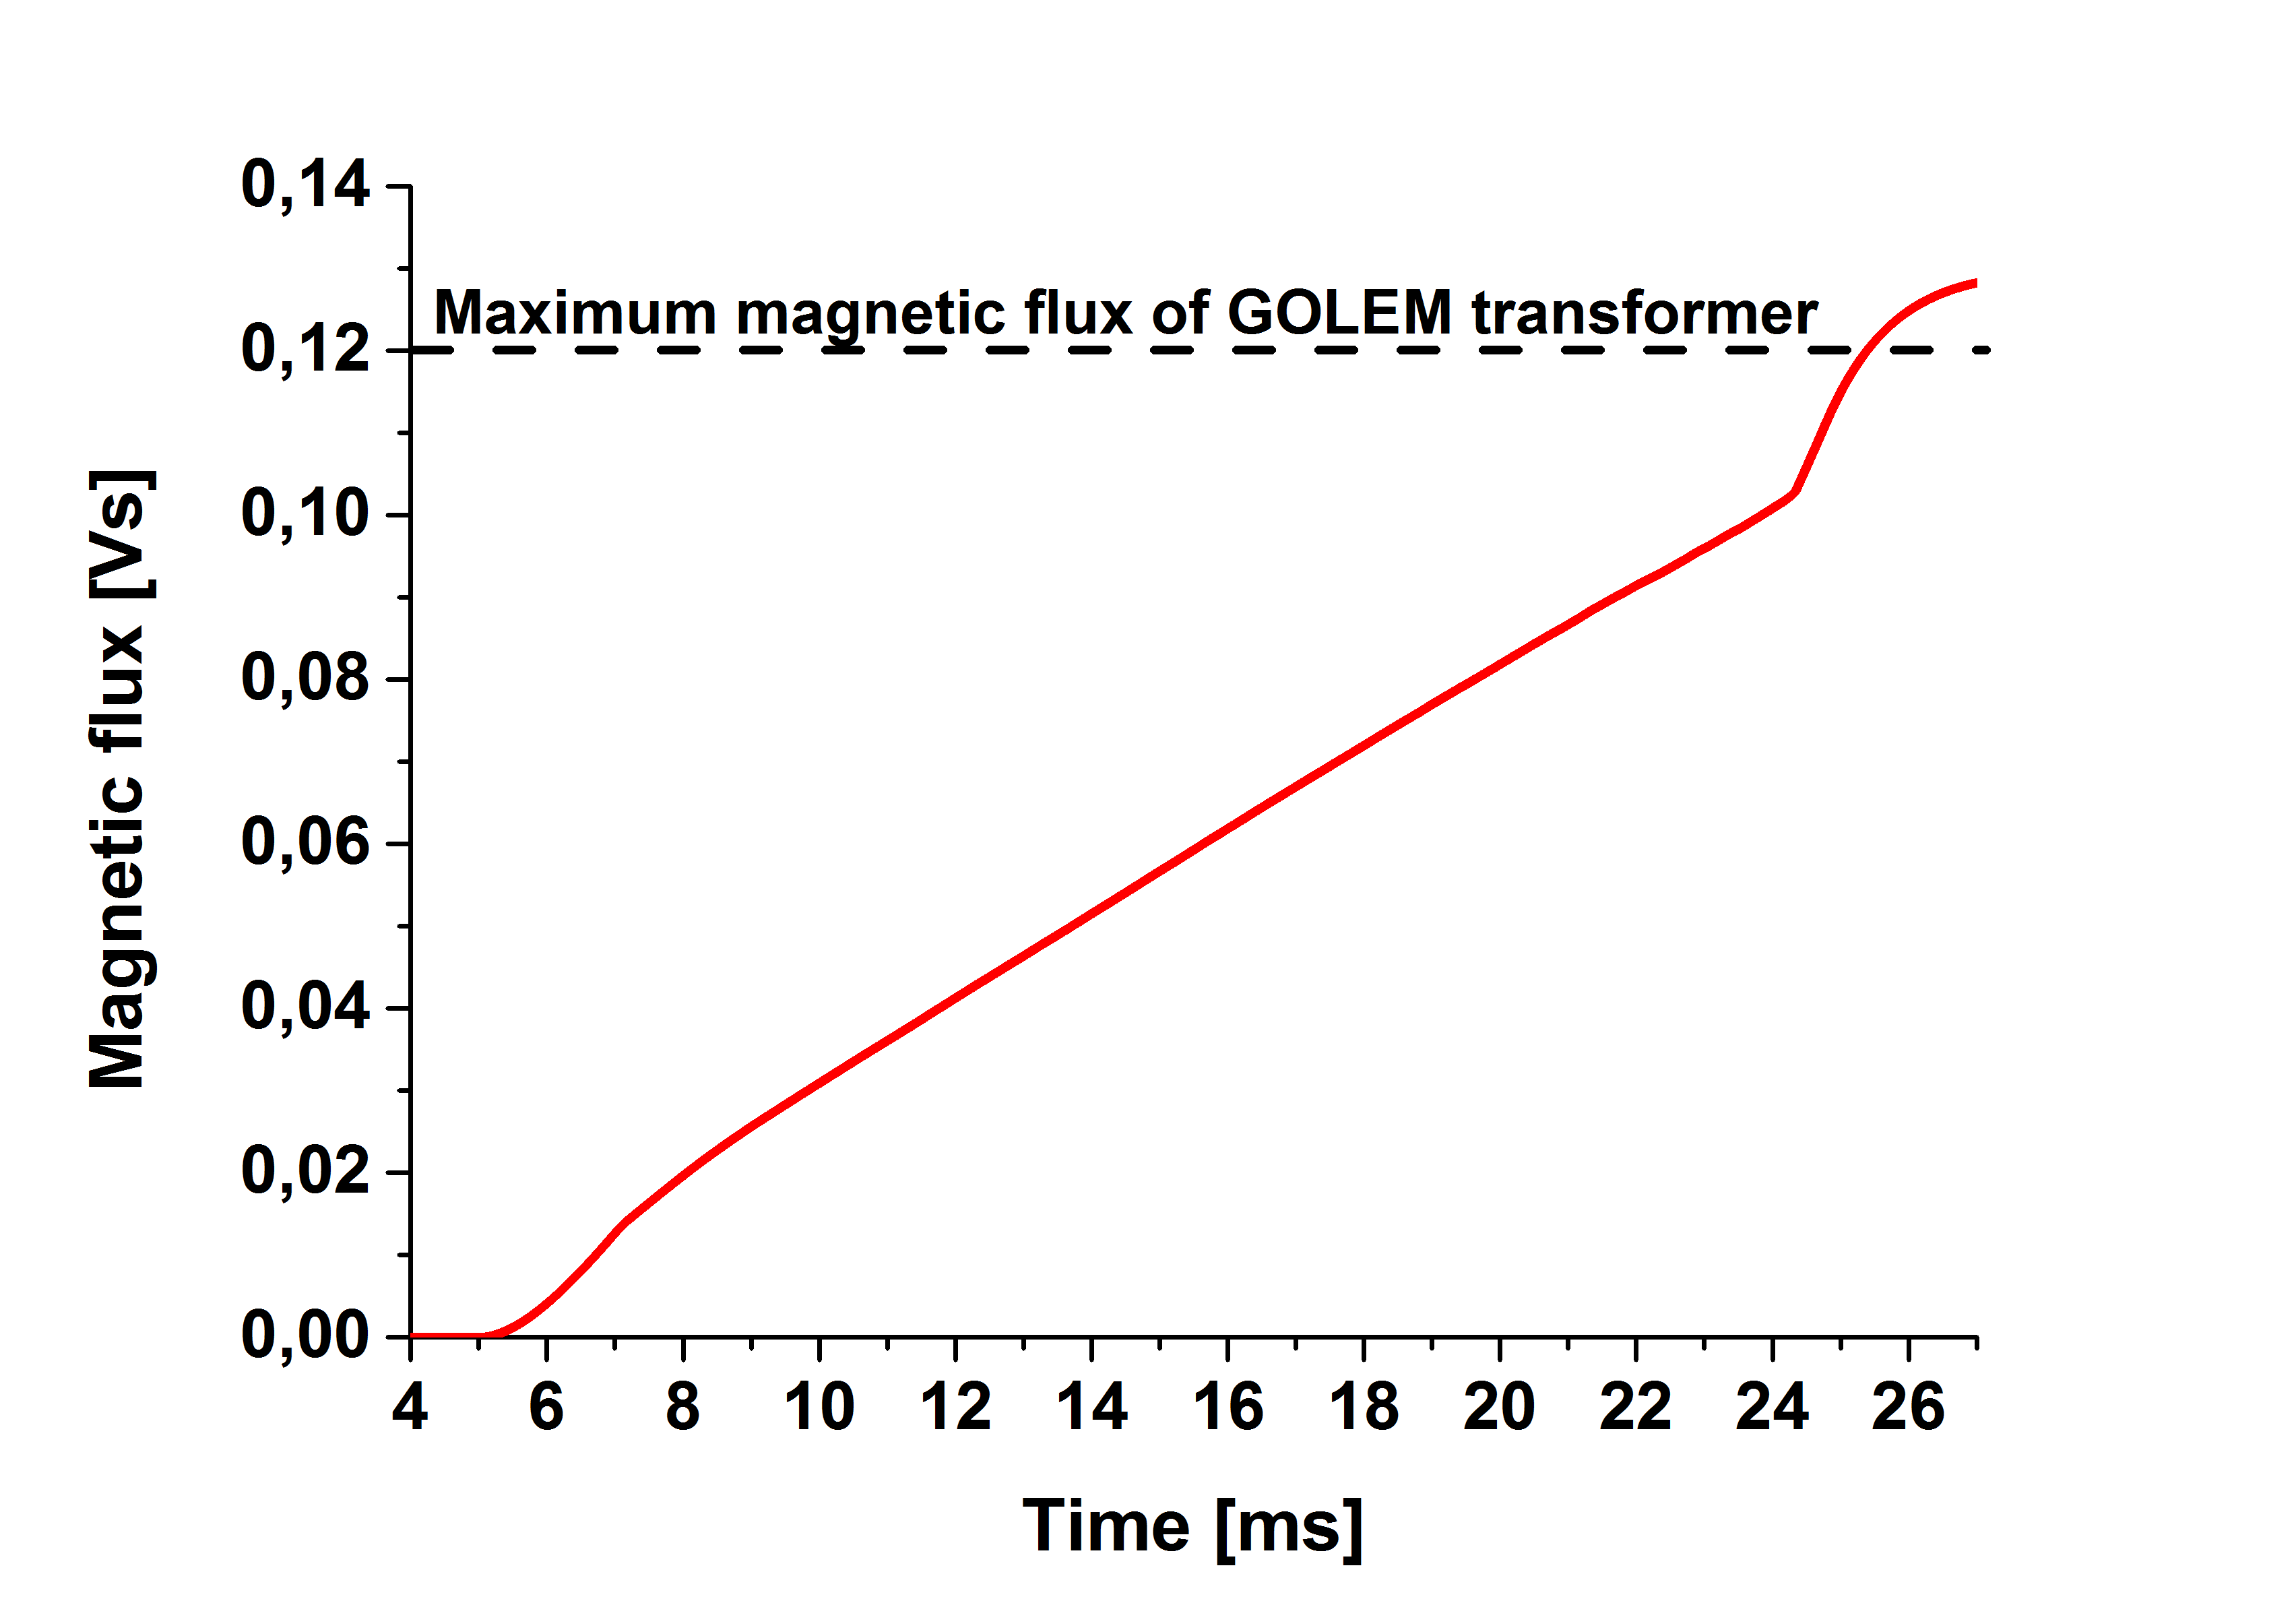 0,14
Maximum magnetic flux of GOLEM transformer
0,12
0,10
0,08
0,06
0,04
0,02
0,00
Magnetic flux [Vs]
4 6 8 10 12 14 16 18 20 22 24 26
Time [ms]